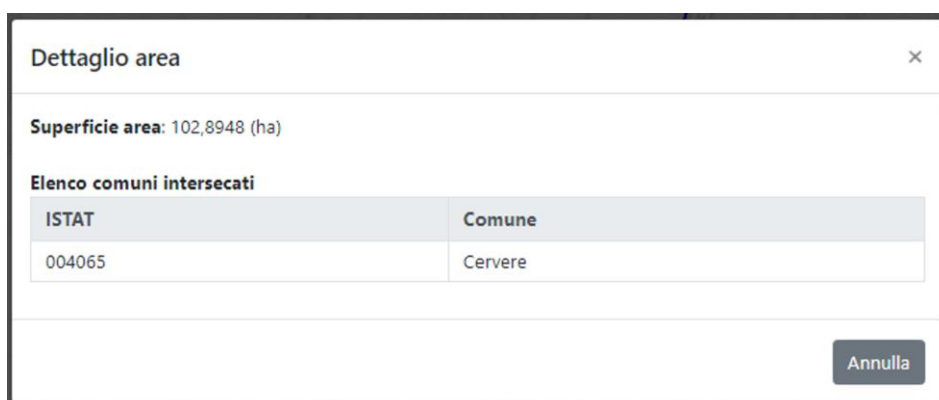 Dettaglio area ×
Superficie area: 102,8948 (ha)
Elenco comuni intersecati
ISTAT Comune
004065 Cervere
Annulla